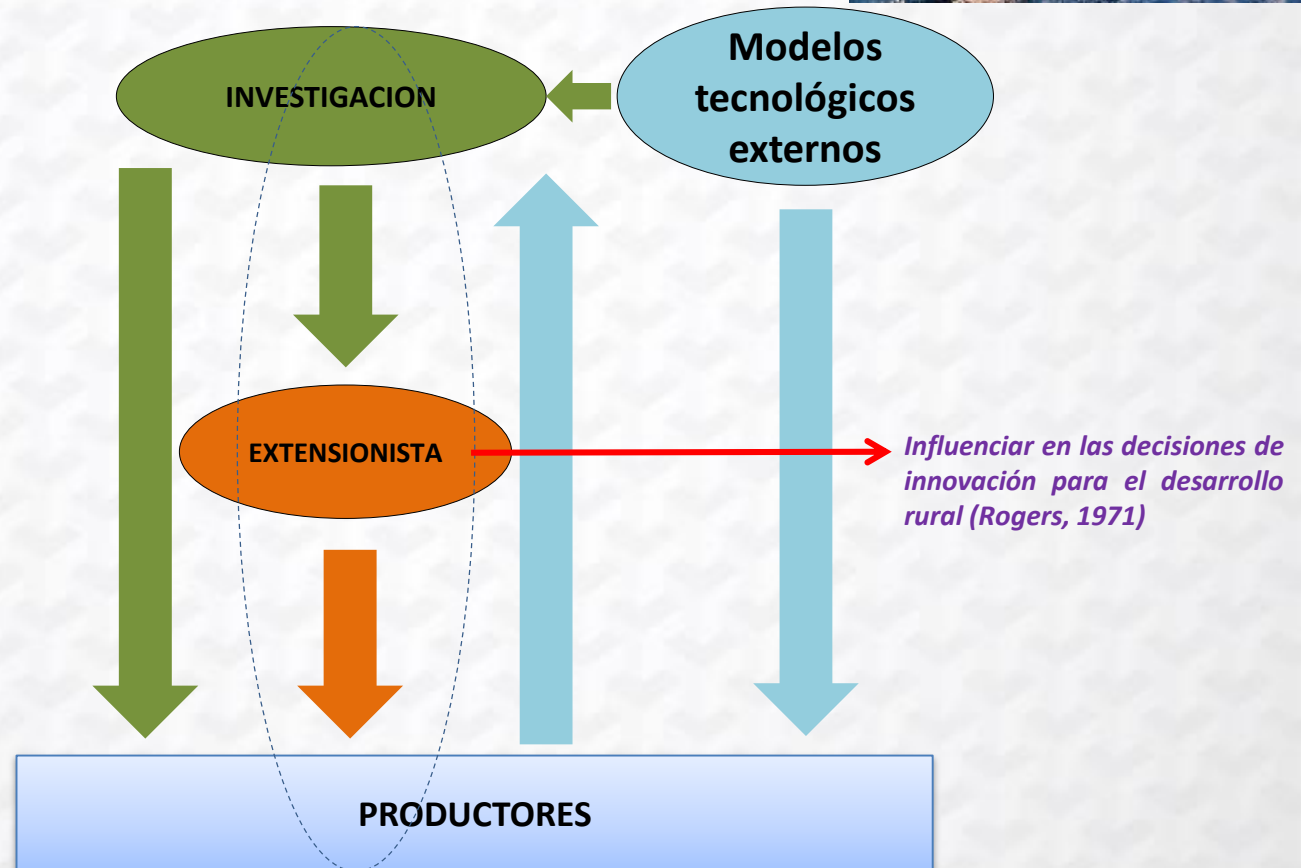 INVESTIGACION
Modelos
tecnológicos
externos
EXTENSIONISTA
Influenciar en las decisiones de
innovación para el desarrollo
rural (Rogers, 1971)
PRODUCTORES